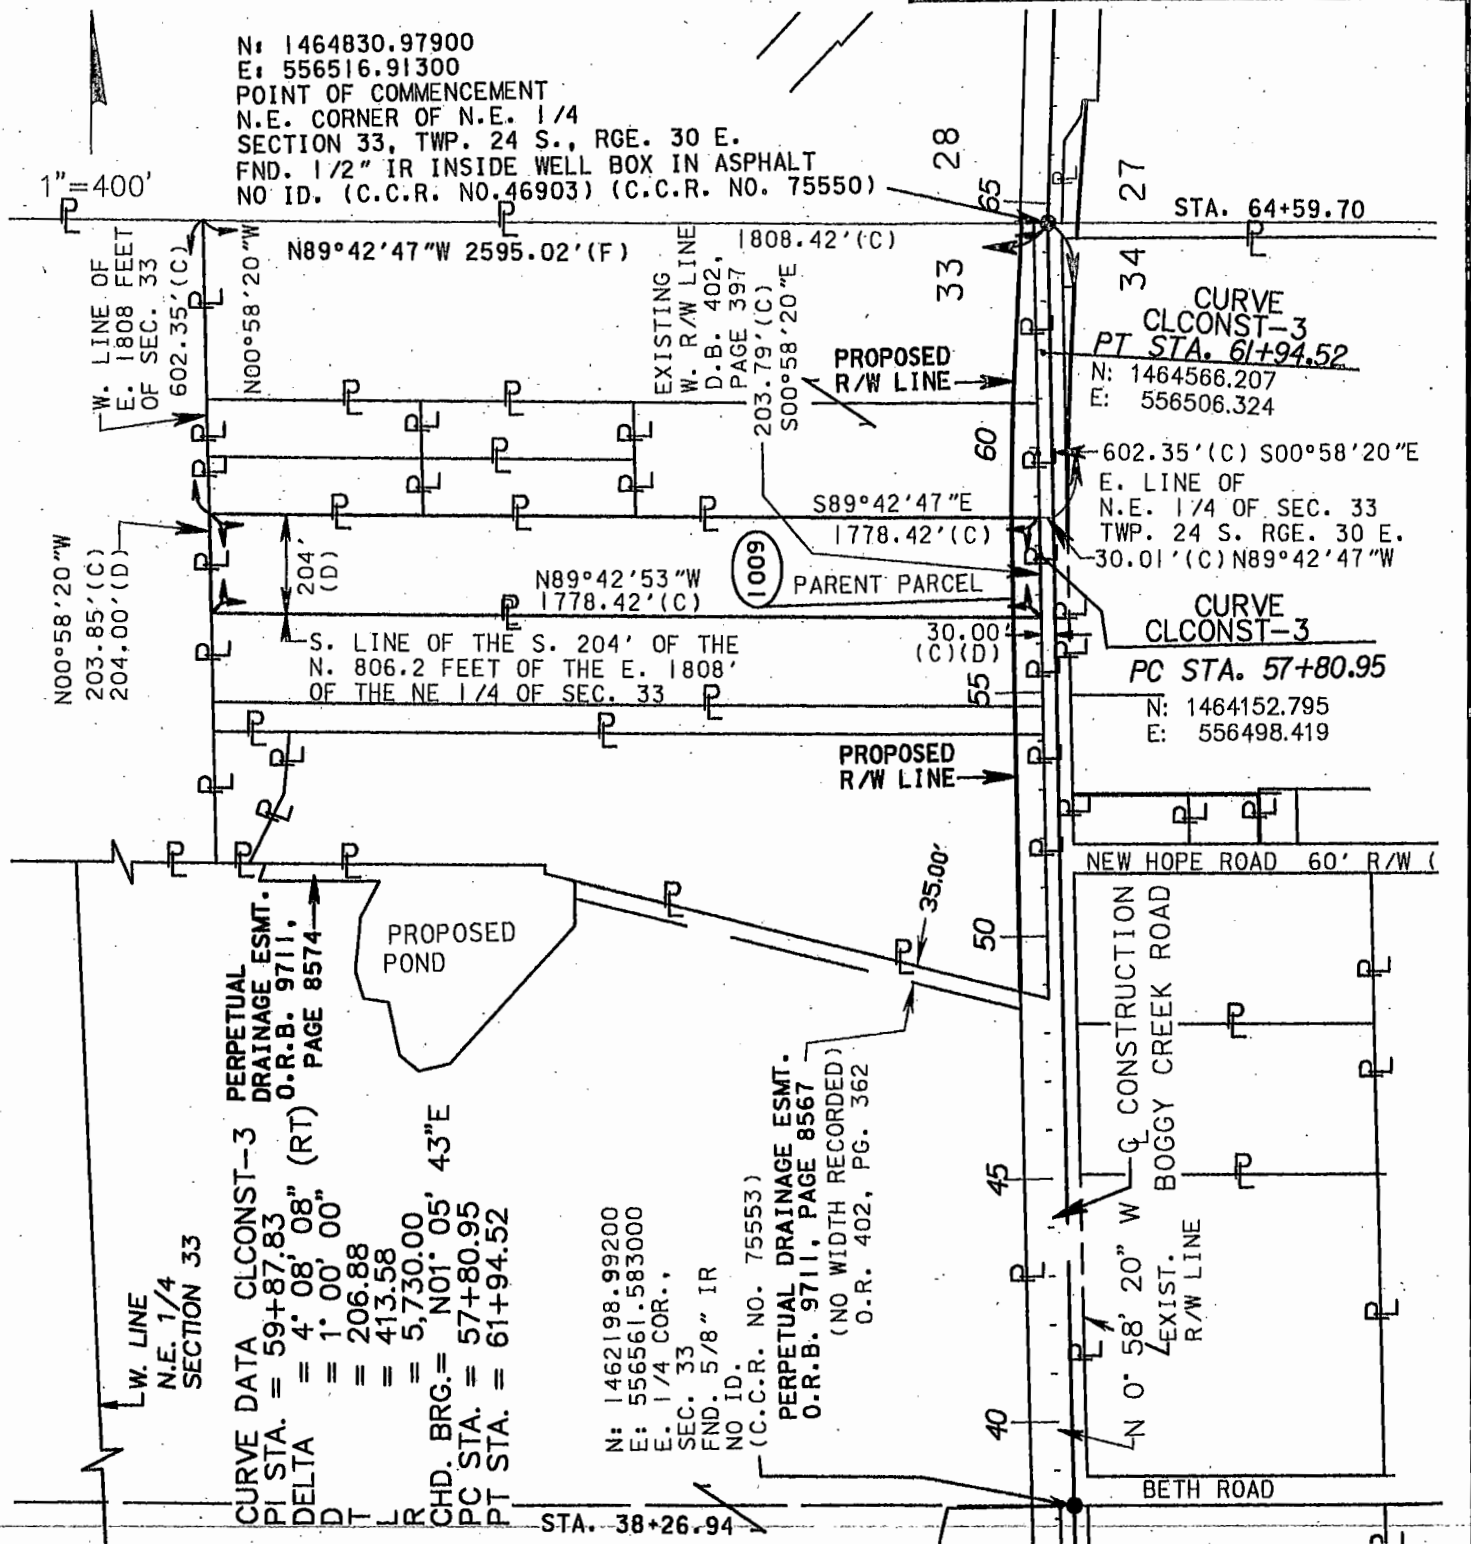 N: 1464830.97900
E: 556516.91300
POINT OF COMMENCEMENT
N.E. CORNER OF N.E. 1/4
SECTION 33, TWP. 24 S., RGE. 30 E.
FND. 1/2" IR INSIDE WELL BOX IN ASPHALT
NO ID. (C.C.R. NO.46903) (C.C.R. NO. 75550)
1"=400'
28
27
65
STA. 64+59.70
N89°42'47"W 2595.02'(F)
1808.42'(C)
33
34
W. LINE OF
E. 1808 FEET
OF SEC. 33
602.35'(C)
N00°58'20"W
EXISTING
W. R/W LINE
D.B. 402,
PAGE 397
203.79'(C)
S00°58'20"E
PROPOSED
R/W LINE
CURVE
CLCONST-3
PT STA. 61+94.52
N: 1464566.207
E: 556506.324
60
602.35'(C) S00°58'20"E
E. LINE OF
N.E. 1/4 OF SEC. 33
TWP. 24 S. RGE. 30 E.
30.01'(C) N89°42'47"W
S89°42'47"E
1778.42'(C)
204'
(D)
N00°58'20"W
203.85'(C)
204.00'(D)
N89°42'53"W
1778.42'(C)
1009
PARENT PARCEL
30.00'
(C)(D)
S. LINE OF THE S. 204' OF THE
N. 806.2 FEET OF THE E. 1808'
OF THE NE 1/4 OF SEC. 33
55
CURVE
CLCONST-3
PC STA. 57+80.95
N: 1464152.795
E: 556498.419
PROPOSED
R/W LINE
NEW HOPE ROAD 60' R/W (
35.00'
50
PROPOSED
POND
PERPETUAL
DRAINAGE ESMT.
O.R.B. 9711,
PAGE 8574
CL CONSTRUCTION
BOGGY CREEK ROAD
45
PERPETUAL DRAINAGE ESMT.
O.R.B. 9711, PAGE 8567
(NO WIDTH RECORDED)
O.R. 402, PG. 362
W. LINE
N.E. 1/4
SECTION 33
CURVE DATA CLCONST-3
PI STA. = 59+87.83
DELTA = 4° 08' 08" (RT)
D = 1° 00' 00"
T = 206.88
L = 413.58
R = 5,730.00
CHD. BRG.= N01° 05' 43"E
PC STA. = 57+80.95
PT STA. = 61+94.52
N: 1462198.99200
E: 556561.583000
E. 1/4 COR.,
SEC. 33
FND. 5/8" IR
NO ID.
(C.C.R. NO. 75553)
N 0° 58' 20" W
EXIST.
R/W LINE
40
BETH ROAD
STA. 38+26.94